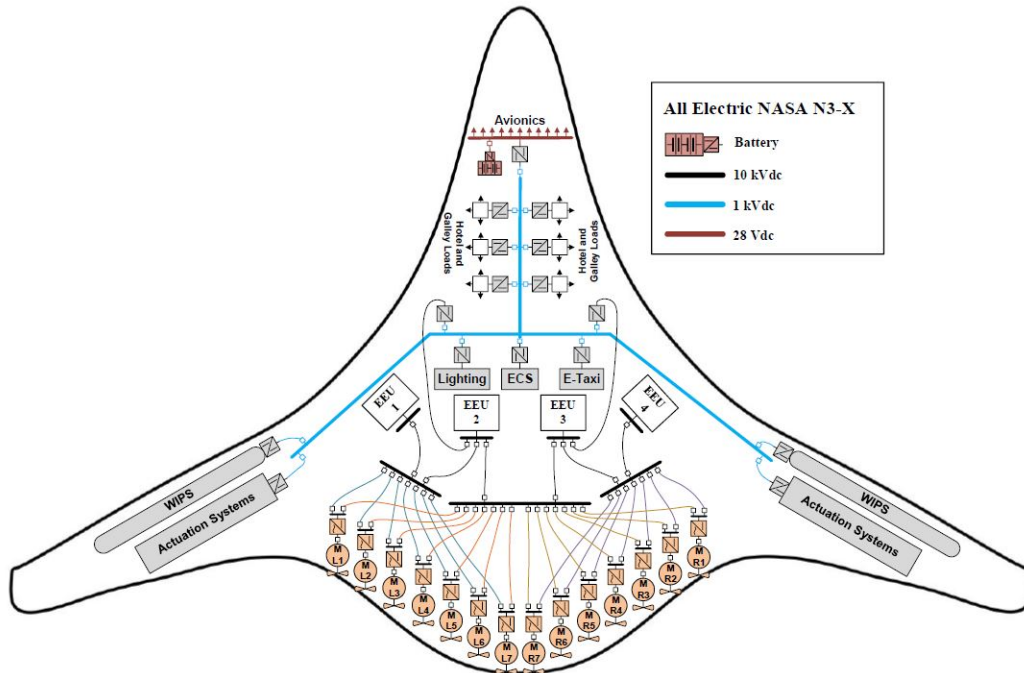 All Electric NASA N3-X
Battery
10 kVdc
1 kVdc
28 Vdc
Avionics
Hotel and
Galley Loads
Hotel and
Galley Loads
Lighting
ECS
E-Taxi
EEU
1
EEU
2
EEU
3
EEU
4
WIPS
Actuation Systems
WIPS
Actuation Systems
M
L1
M
L2
M
L3
M
L4
M
L5
M
L6
M
L7
M
R7
M
R6
M
R5
M
R4
M
R3
M
R2
M
R1